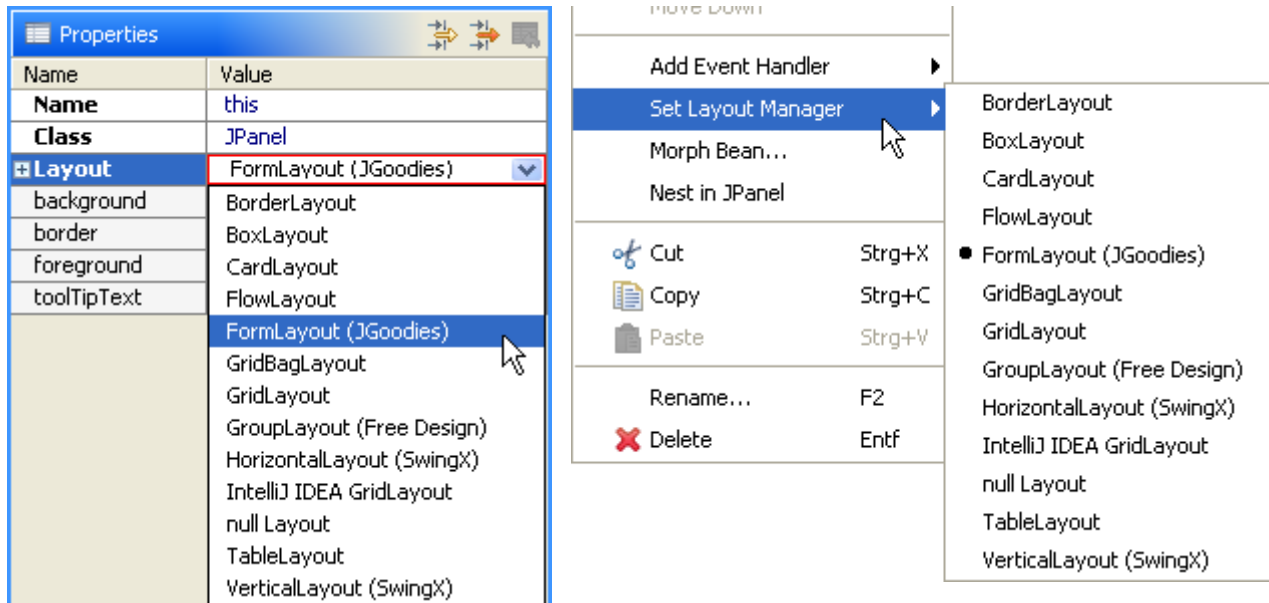 Properties
Name Value
Name this
Class JPanel
Layout FormLayout (JGoodies)
background
border
foreground
toolTipText
BorderLayout
BoxLayout
CardLayout
FlowLayout
FormLayout (JGoodies)
GridBagLayout
GridLayout
GroupLayout (Free Design)
HorizontalLayout (SwingX)
IntelliJ IDEA GridLayout
null Layout
TableLayout
VerticalLayout (SwingX)
Move Down
Add Event Handler
Set Layout Manager
Morph Bean...
Nest in JPanel
Cut Strg+X
Copy Strg+C
Paste Strg+V
Rename... F2
Delete Entf
BorderLayout
BoxLayout
CardLayout
FlowLayout
FormLayout (JGoodies)
GridBagLayout
GridLayout
GroupLayout (Free Design)
HorizontalLayout (SwingX)
IntelliJ IDEA GridLayout
null Layout
TableLayout
VerticalLayout (SwingX)